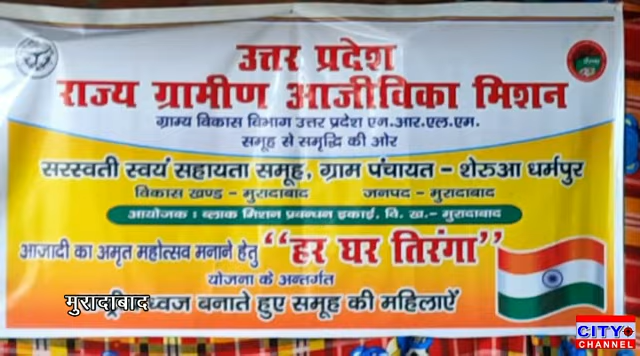 उत्तर प्रदेश
राज्य ग्रामीण आजीविका मिशन
ग्राम्य विकास विभाग उत्तर प्रदेश एन.आर.एल.एम.
समूह से समृद्धि की ओर
सरस्वती स्वयं सहायता समूह, ग्राम पंचायत - शेरुआ धर्मपुर
विकास खण्ड - मुरादाबाद जनपद - मुरादाबाद
आयोजक : ब्लाक मिशन प्रबन्धन इकाई, वि. ख.- मुरादाबाद
आजादी का अमृत महोत्सव मनाने हेतु "हर घर तिरंगा"
योजना के अन्तर्गत
मुरादाबाद ध्वज बनाते हुए समूह की महिलाऐं
CITY
CHANNEL